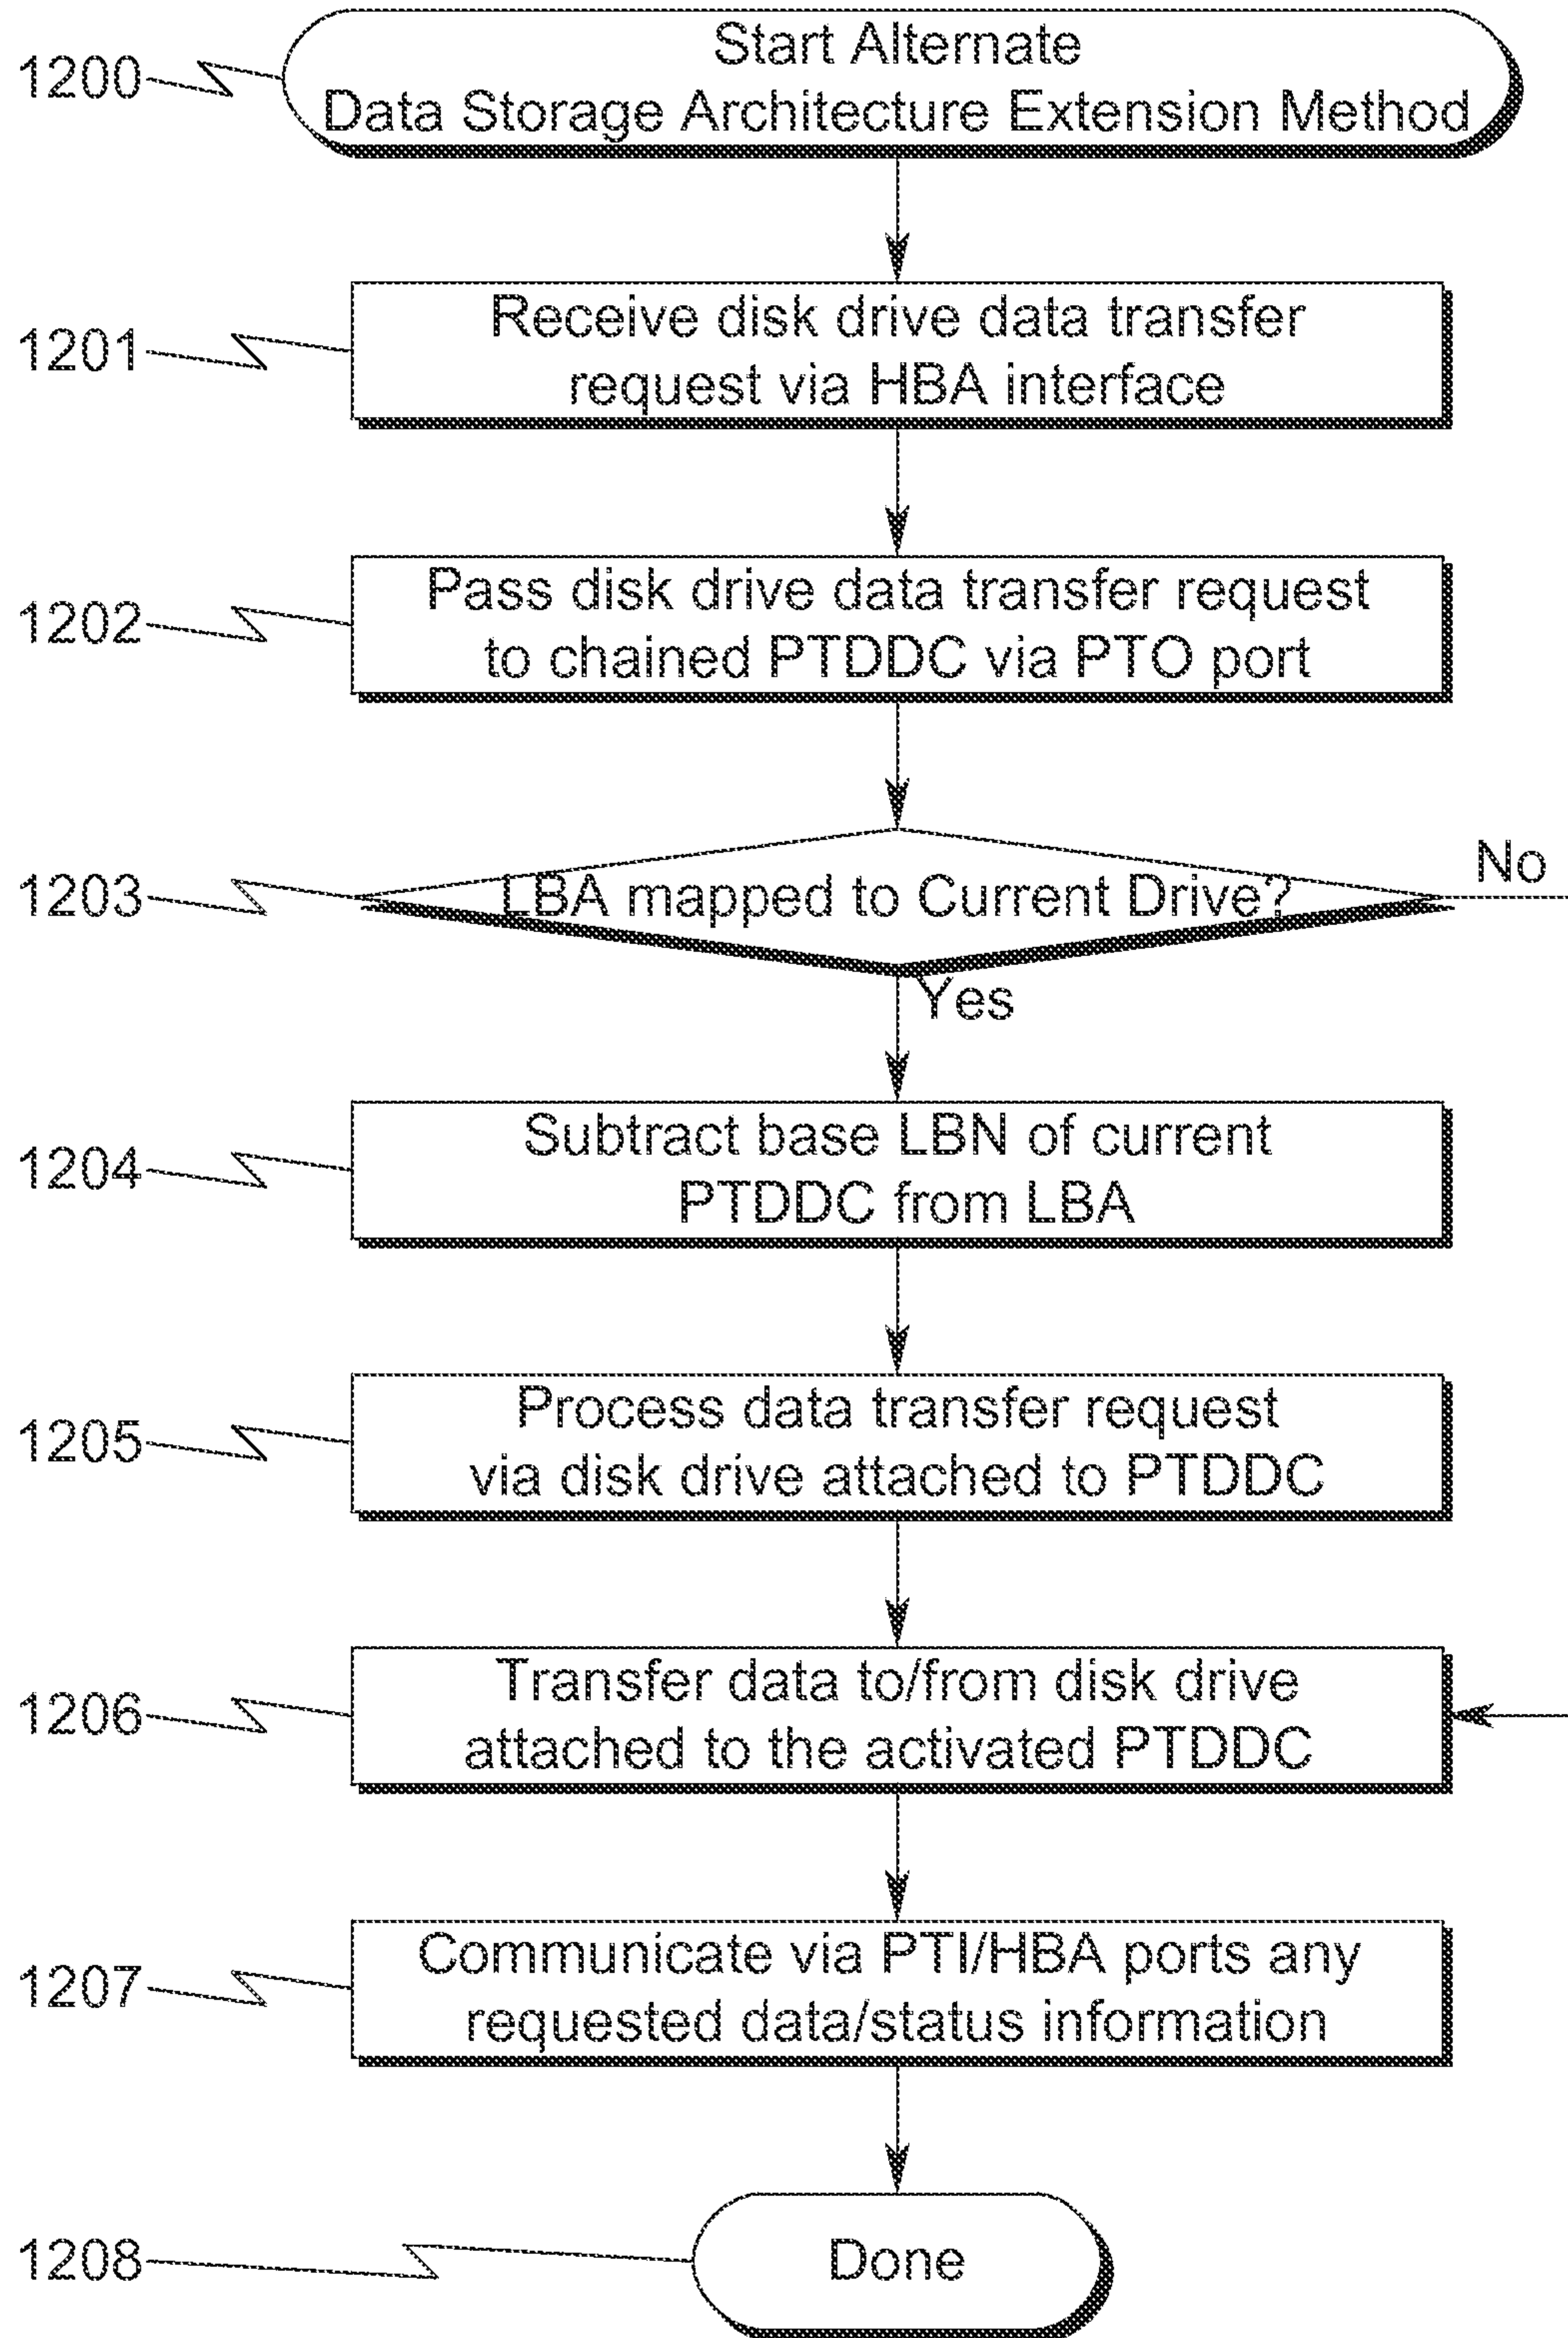 1200
Start Alternate
Data Storage Architecture Extension Method
1201
Receive disk drive data transfer
request via HBA interface
1202
Pass disk drive data transfer request
to chained PTDDC via PTO port
1203
LBA mapped to Current Drive?
No
Yes
1204
Subtract base LBN of current
PTDDC from LBA
1205
Process data transfer request
via disk drive attached to PTDDC
1206
Transfer data to/from disk drive
attached to the activated PTDDC
1207
Communicate via PTI/HBA ports any
requested data/status information
1208
Done